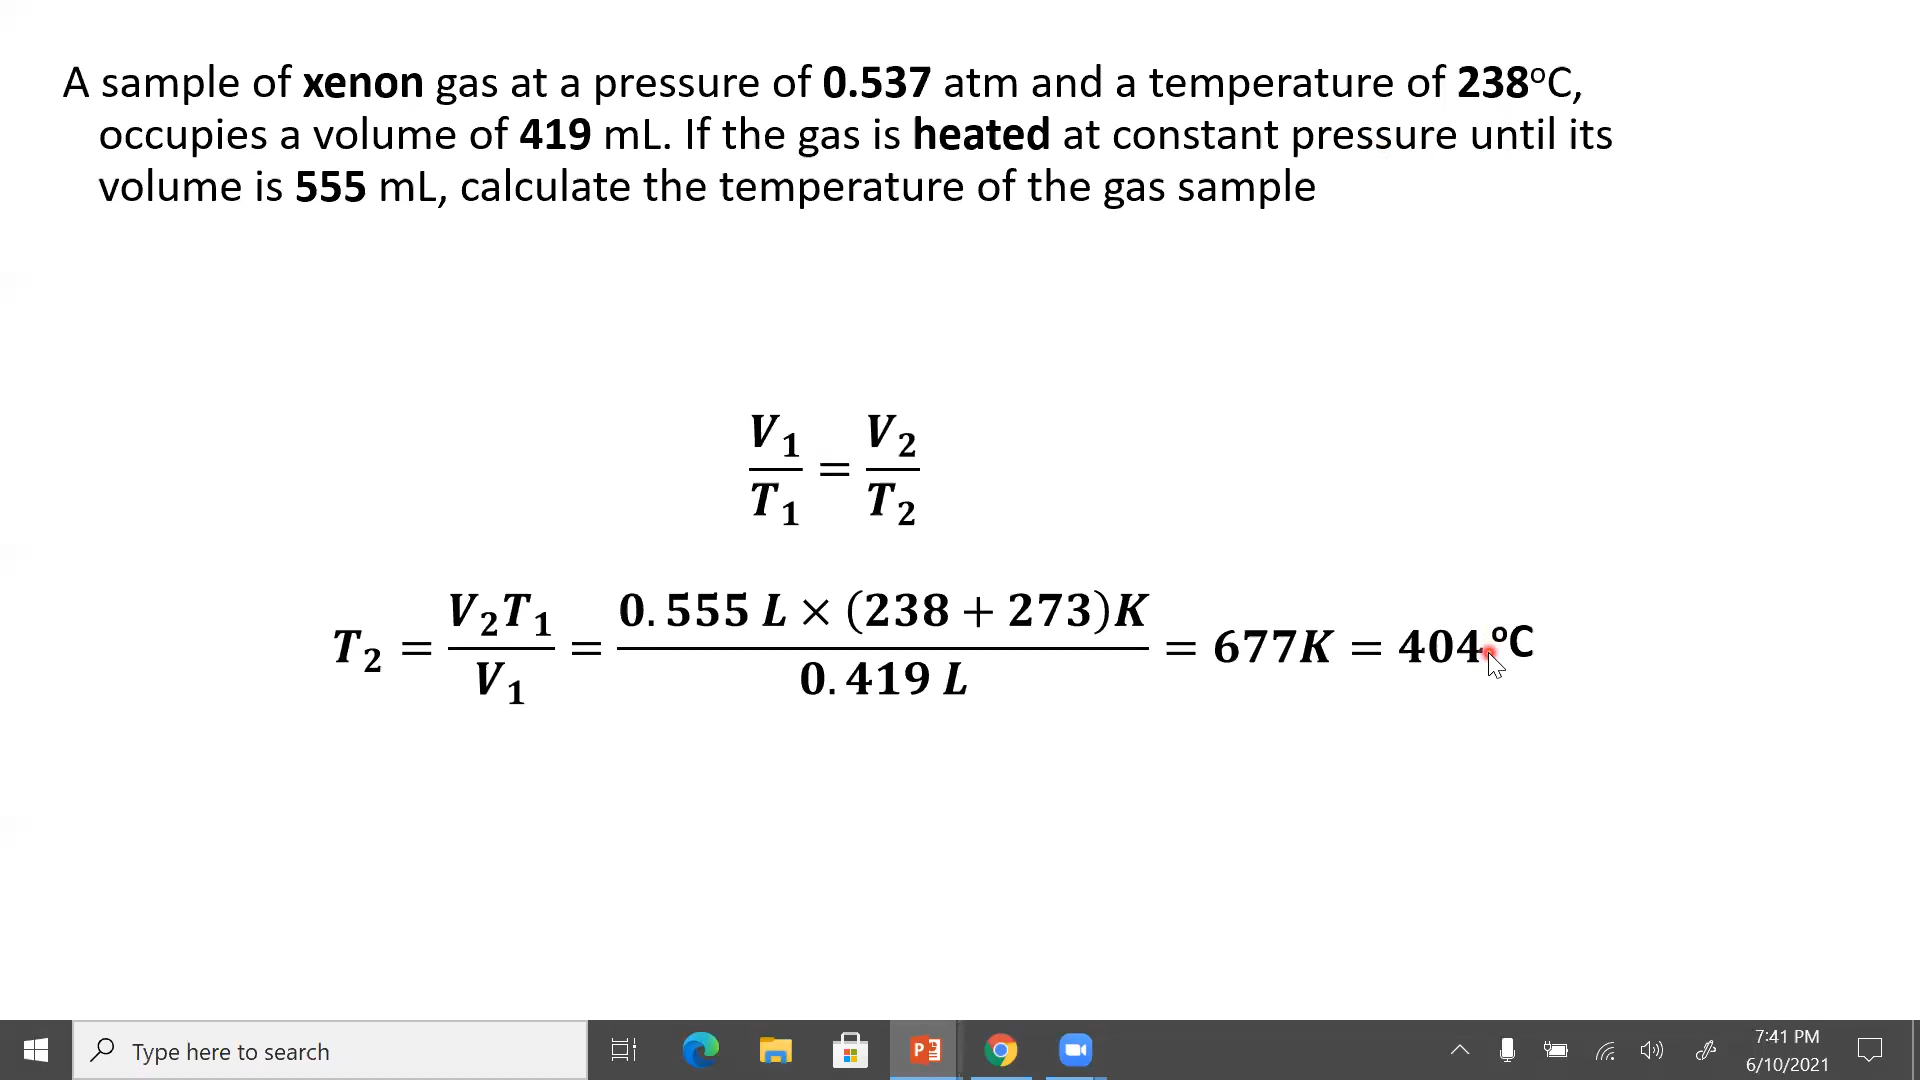 A sample of xenon gas at a pressure of 0.537 atm and a temperature of 238°C,
occupies a volume of 419 mL. If the gas is heated at constant pressure until its
volume is 555 mL, calculate the temperature of the gas sample
V₁/T₁ = V₂/T₂
T₂ = V₂T₁/V₁ = 0.555 L × (238 + 273)K/0.419 L = 677K = 404°C
Type here to search
7:41 PM
6/10/2021